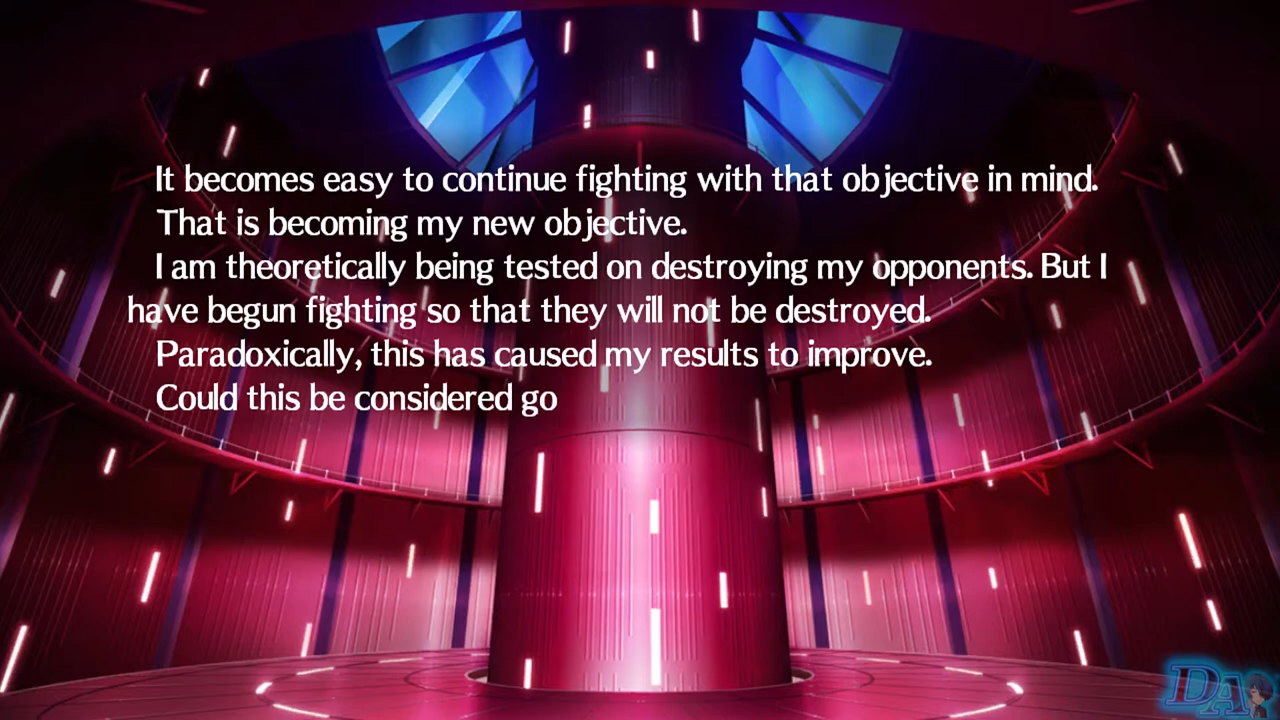 It becomes easy to continue fighting with that objective in mind.
That is becoming my new objective.
I am theoretically being tested on destroying my opponents. But I
have begun fighting so that they will not be destroyed.
Paradoxically, this has caused my results to improve.
Could this be considered go
DA